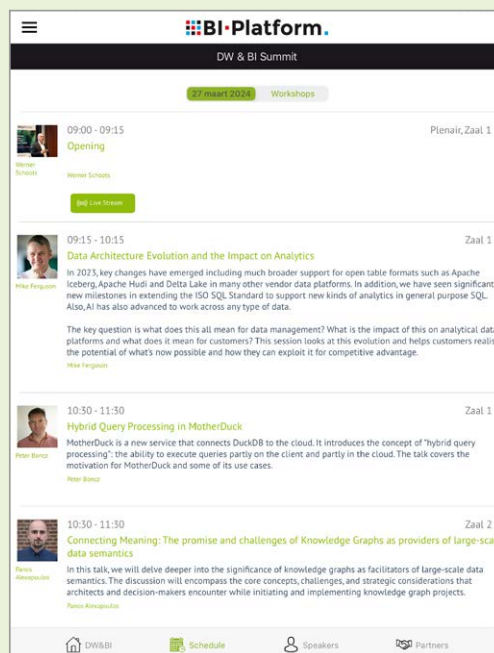 BI·Platform.
DW & BI Summit
27 maart 2024 Workshops
09:00 - 09:15 Plenair, Zaal 1
Opening
Werner Schoots
Werner
Schoots
Live Stream
09:15 - 10:15 Zaal 1
Data Architecture Evolution and the Impact on Analytics
In 2023, key changes have emerged including much broader support for open table formats such as Apache
Iceberg, Apache Hudi and Delta Lake in many other vendor data platforms. In addition, we have seen significant
new milestones in extending the ISO SQL Standard to support new kinds of analytics in general purpose SQL.
Also, AI has also advanced to work across any type of data.
The key question is what does this all mean for data management? What is the impact of this on analytical data
platforms and what does it mean for customers? This session looks at this evolution and helps customers realis
the potential of what's now possible and how they can exploit it for competitive advantage.
Mike Ferguson
Mike Ferguson
10:30 - 11:30 Zaal 1
Hybrid Query Processing in MotherDuck
MotherDuck is a new service that connects DuckDB to the cloud. It introduces the concept of "hybrid query
processing": the ability to execute queries partly on the client and partly in the cloud. The talk covers the
motivation for MotherDuck and some of its use cases.
Peter Boncz
Peter Boncz
10:30 - 11:30 Zaal 2
Connecting Meaning: The promise and challenges of Knowledge Graphs as providers of large-sca
data semantics
In this talk, we will delve deeper into the significance of knowledge graphs as facilitators of large-scale data
semantics. The discussion will encompass the core concepts, challenges, and strategic considerations that
architects and decision-makers encounter while initiating and implementing knowledge graph projects.
Panos Alexopoulos
Panos
Alexopoulos
DW&BI Schedule Speakers Partners